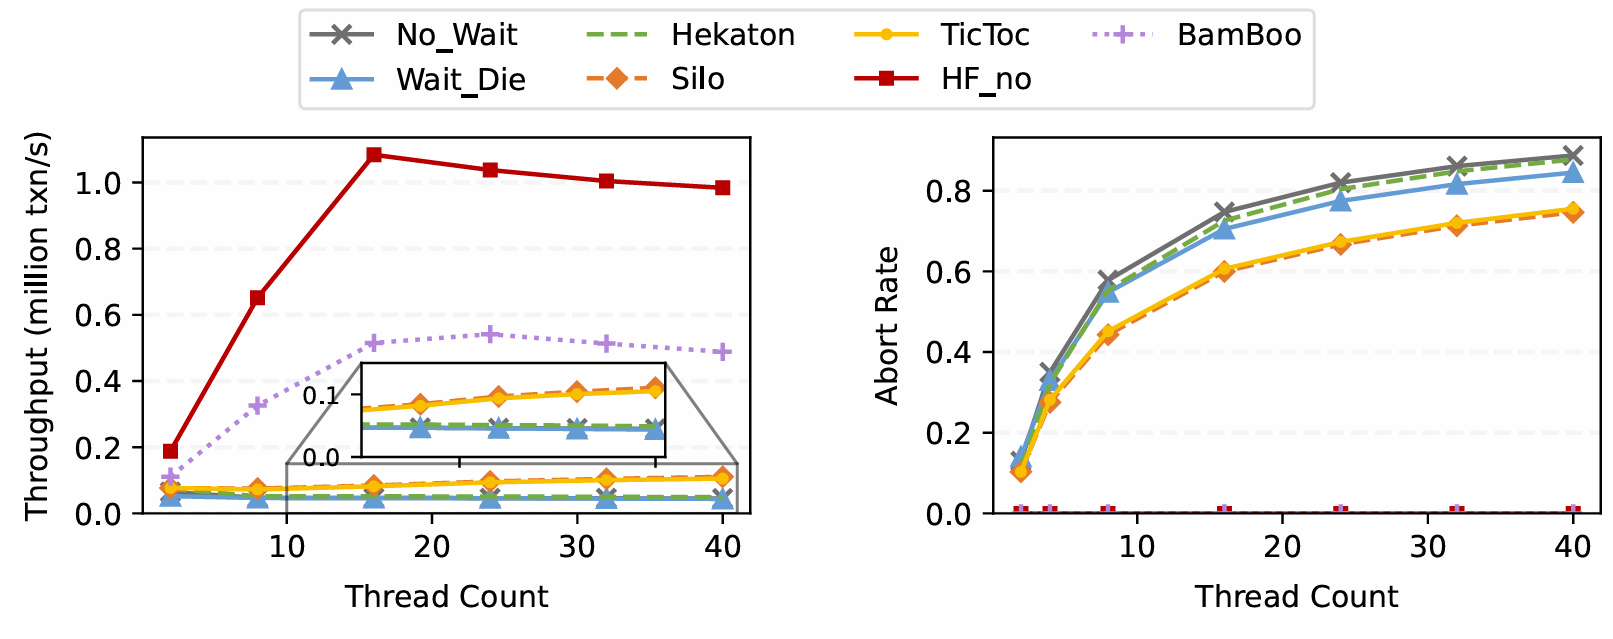 No_Wait Hekaton TicToc BamBoo
Wait_Die Silo HF_no
Throughput (million txn/s)
1.0
0.8
0.6
0.4
0.2
0.0
0.1
0.0
10 20 30 40
Thread Count
Abort Rate
0.8
0.6
0.4
0.2
0.0
10 20 30 40
Thread Count